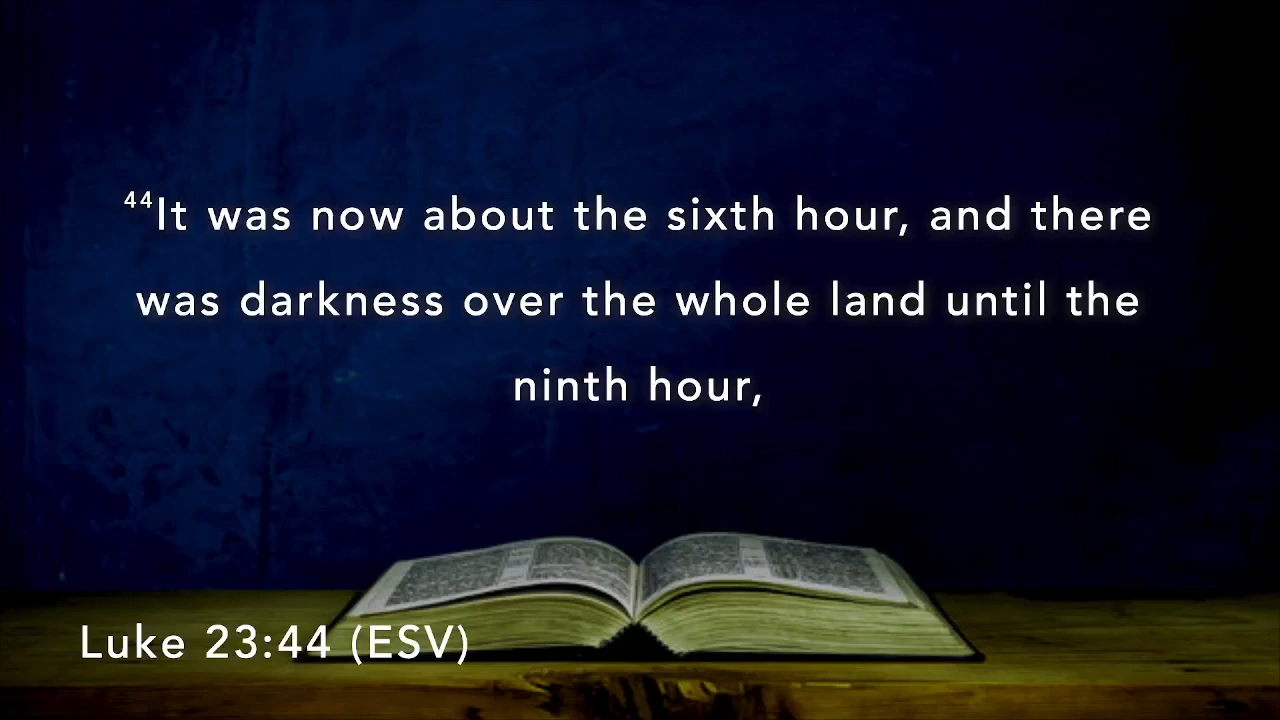 44It was now about the sixth hour, and there
was darkness over the whole land until the
ninth hour,
Luke 23:44 (ESV)